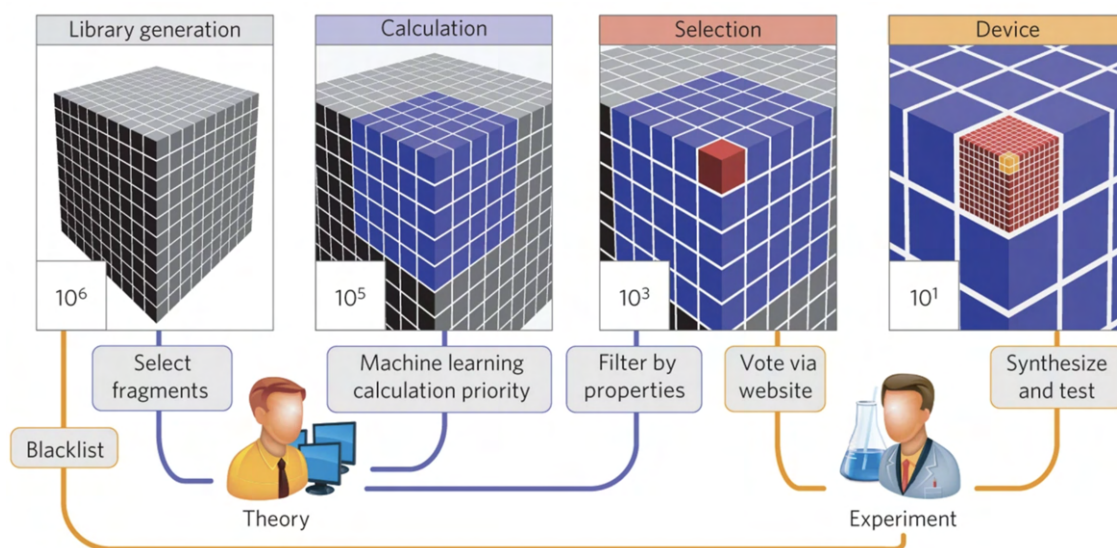 Library generation
Calculation
Selection
Device
10⁶
10⁵
10³
10¹
Select
fragments
Machine learning
calculation priority
Filter by
properties
Vote via
website
Synthesize
and test
Blacklist
Theory
Experiment